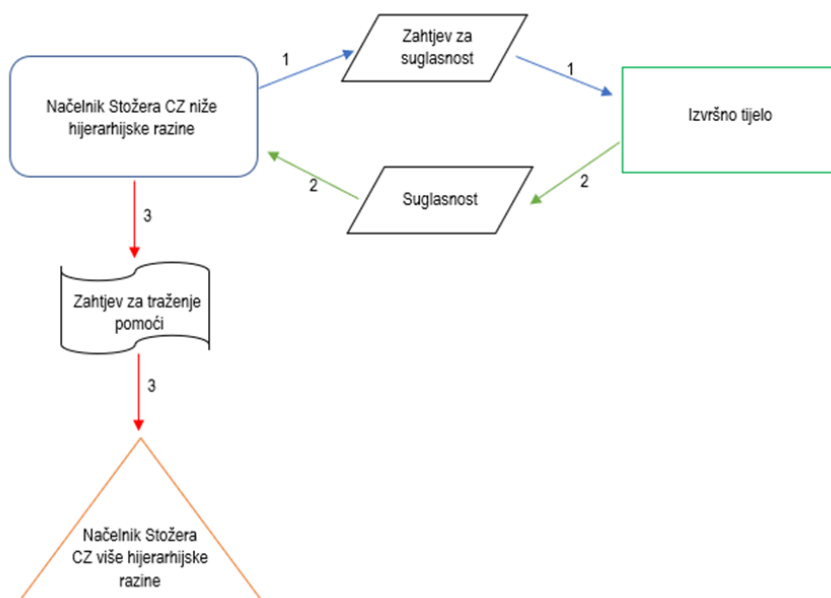 Zahtjev za
suglasnost
1
1
Načelnik Stožera CZ niže
hijerarhijske razine
Izvršno tijelo
2
Suglasnost
2
3
Zahtjev za traženje
pomoći
3
Načelnik Stožera
CZ više hijerarhijske
razine